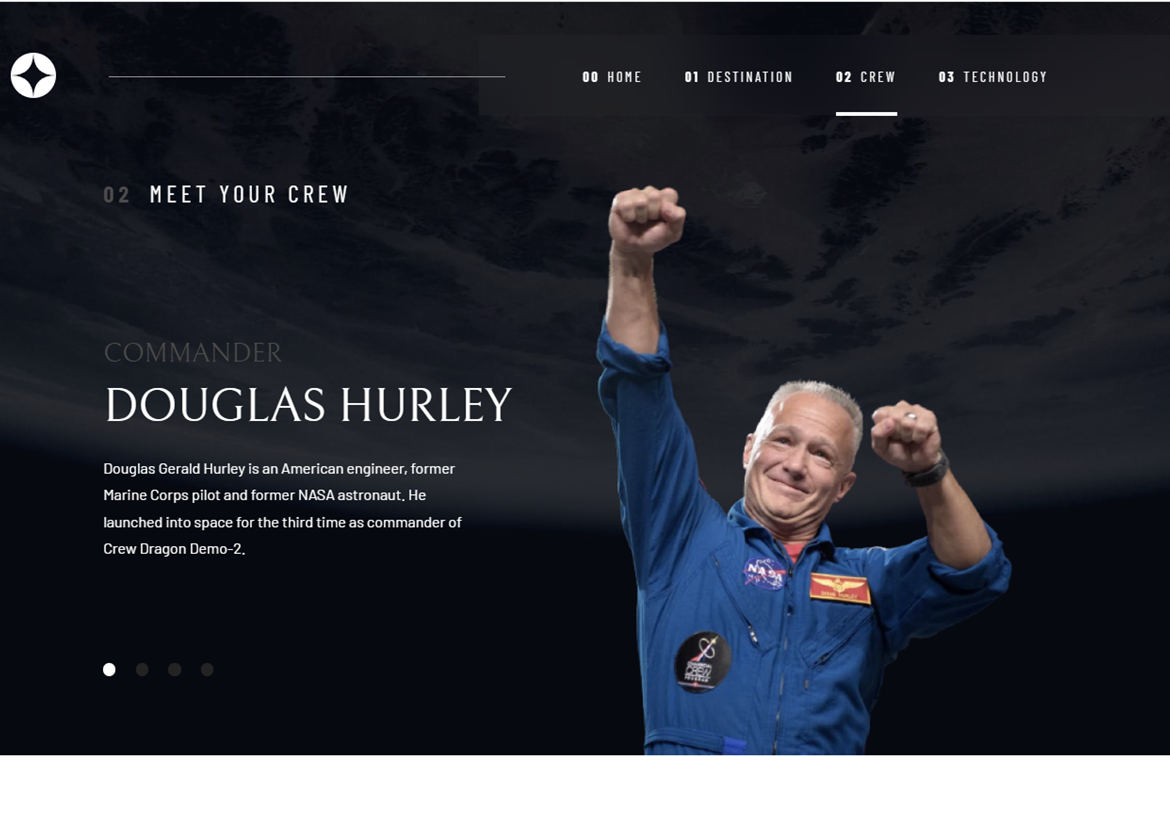 00 HOME
01 DESTINATION
02 CREW
03 TECHNOLOGY
02 MEET YOUR CREW
COMMANDER
DOUGLAS HURLEY
Douglas Gerald Hurley is an American engineer, former
Marine Corps pilot and former NASA astronaut. He
launched into space for the third time as commander of
Crew Dragon Demo-2.
NASA
CREW